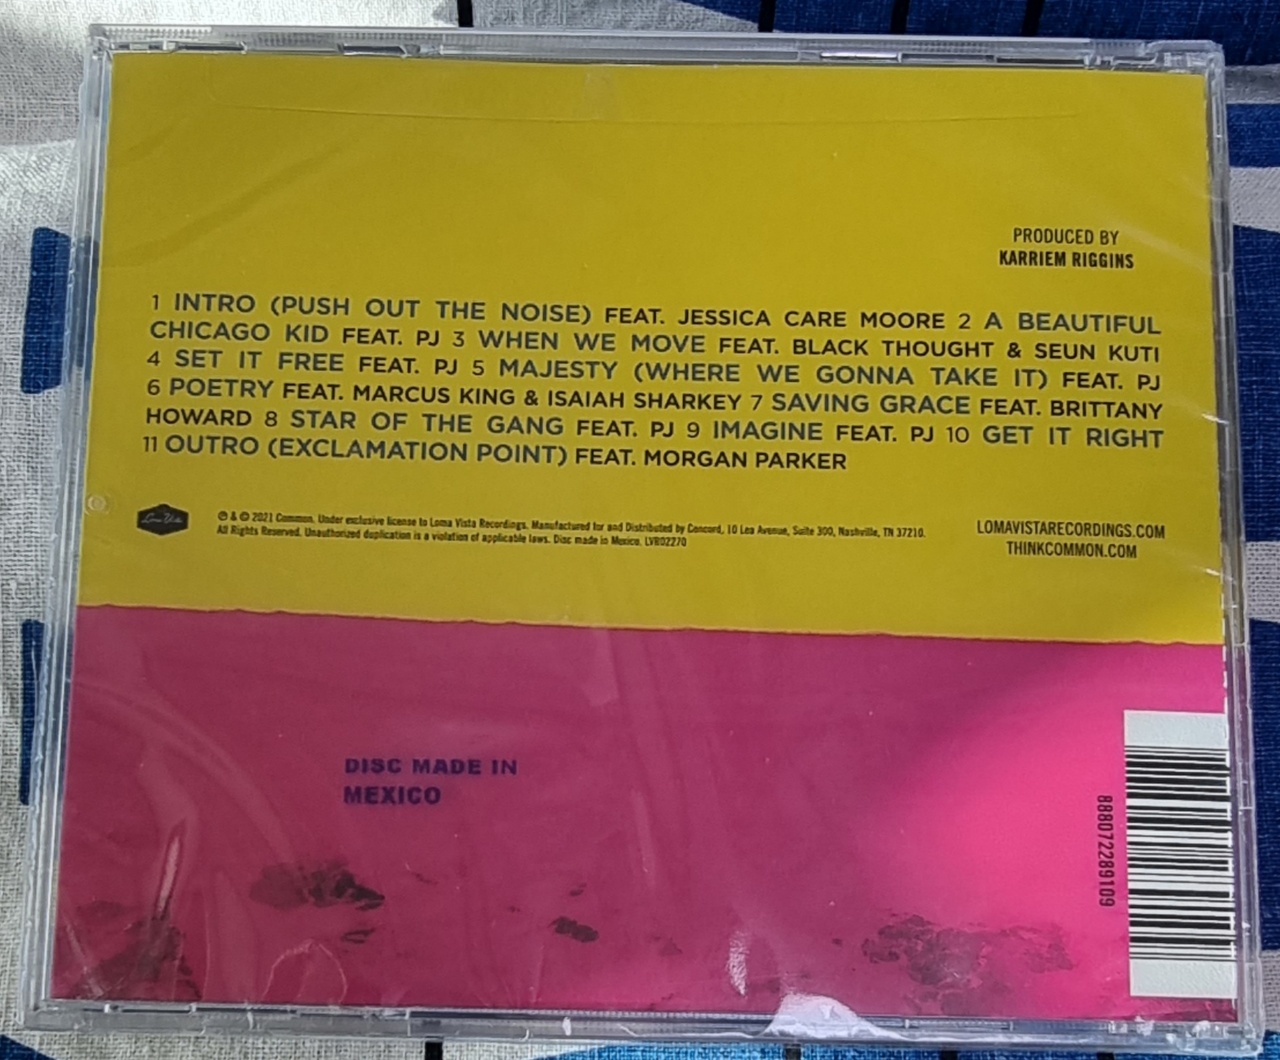 PRODUCED BY
KARRIEM RIGGINS
1 INTRO (PUSH OUT THE NOISE) FEAT. JESSICA CARE MOORE 2 A BEAUTIFUL
CHICAGO KID FEAT. PJ 3 WHEN WE MOVE FEAT. BLACK THOUGHT & SEUN KUTI
4 SET IT FREE FEAT. PJ 5 MAJESTY (WHERE WE GONNA TAKE IT) FEAT. PJ
6 POETRY FEAT. MARCUS KING & ISAIAH SHARKEY 7 SAVING GRACE FEAT. BRITTANY
HOWARD 8 STAR OF THE GANG FEAT. PJ 9 IMAGINE FEAT. PJ 10 GET IT RIGHT
11 OUTRO (EXCLAMATION POINT) FEAT. MORGAN PARKER
Loma Vista
℗ & © 2021 Common. Under exclusive license to Loma Vista Recordings. Manufactured for and Distributed by Concord, 10 Lea Avenue, Suite 300, Nashville, TN 37210.
All Rights Reserved. Unauthorized duplication is a violation of applicable laws. Disc made in Mexico. LVR02270
LOMAVISTARECORDINGS.COM
THINKCOMMON.COM
DISC MADE IN
MEXICO
888072289109